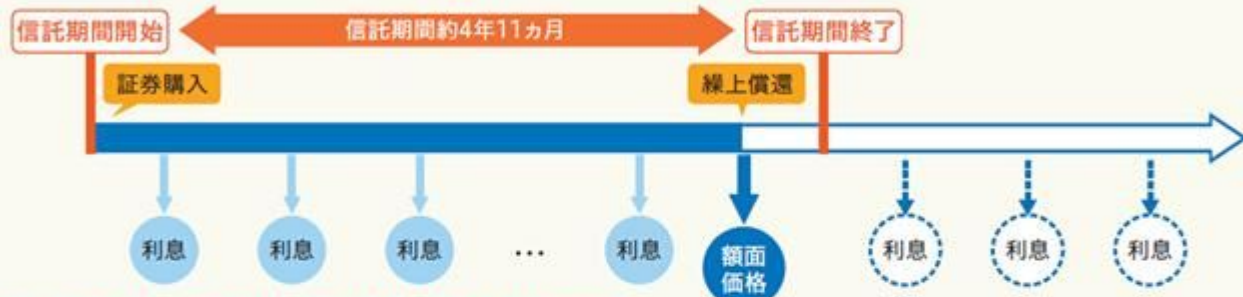 信託期間開始
信託期間約4年11ヵ月
信託期間終了
証券購入
繰上償還
利息
利息
利息
…
利息
額面
価格
利息
利息
利息